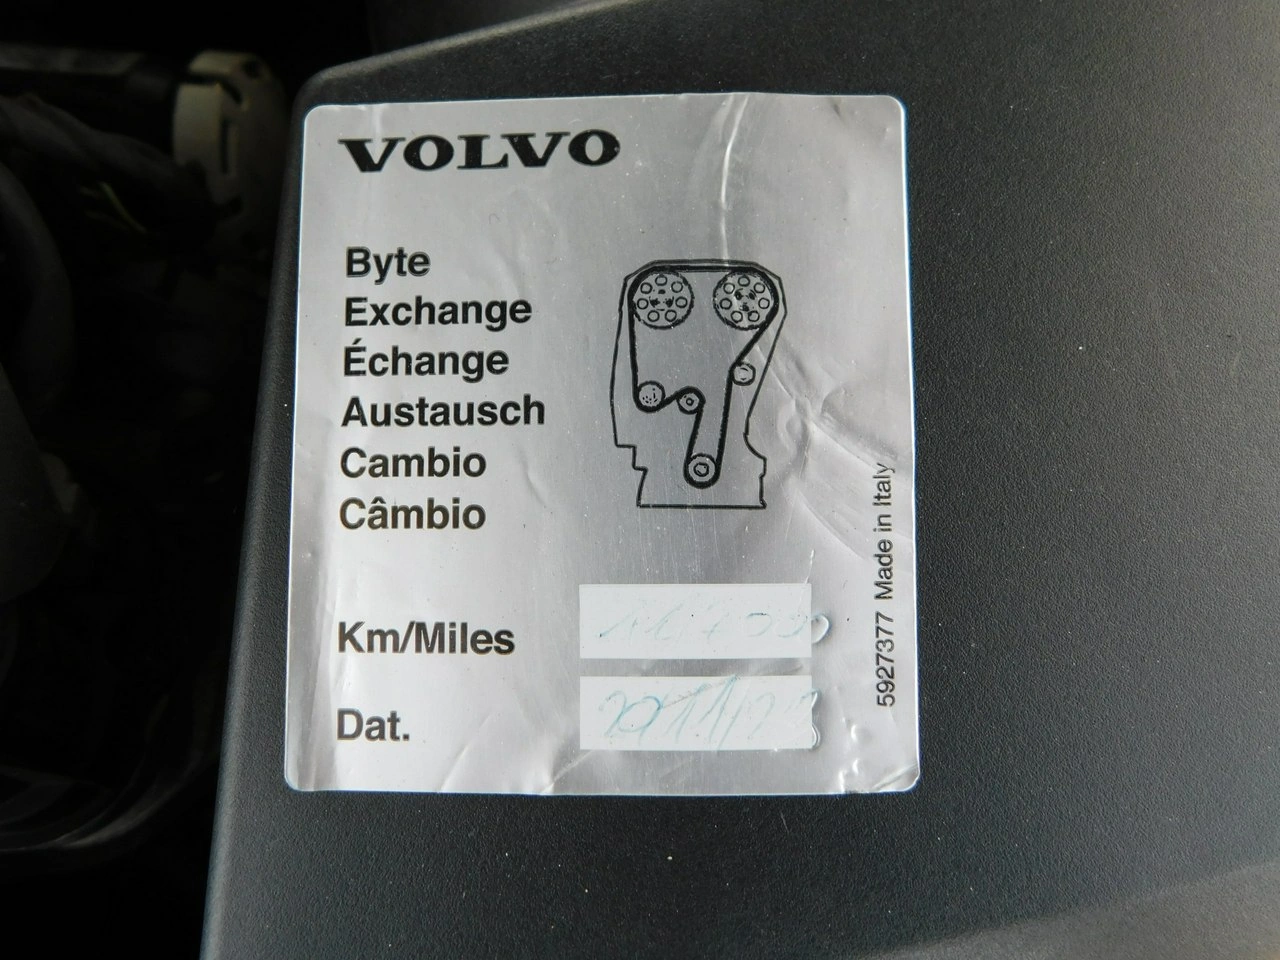 VOLVO
Byte
Exchange
Échange
Austausch
Cambio
Câmbio
Km/Miles
Dat.
5927377 Made in Italy